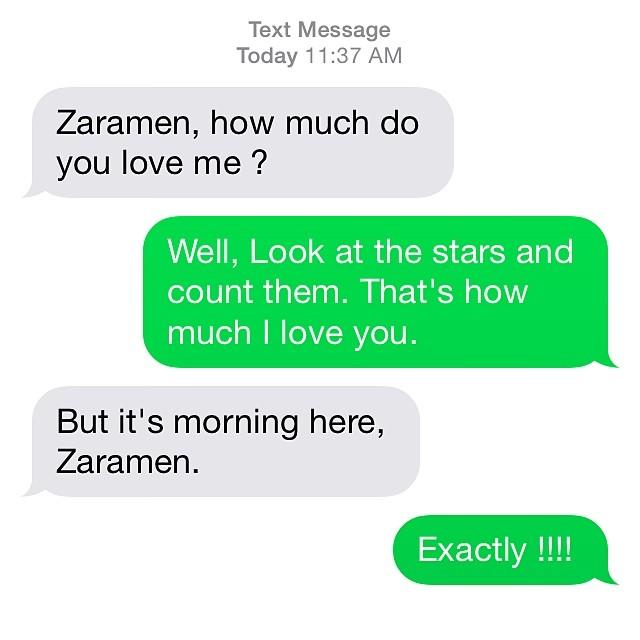 Text Message
Today 11:37 AM
Zaramen, how much do
you love me ?
Well, Look at the stars and
count them. That's how
much I love you.
But it's morning here,
Zaramen.
Exactly !!!!